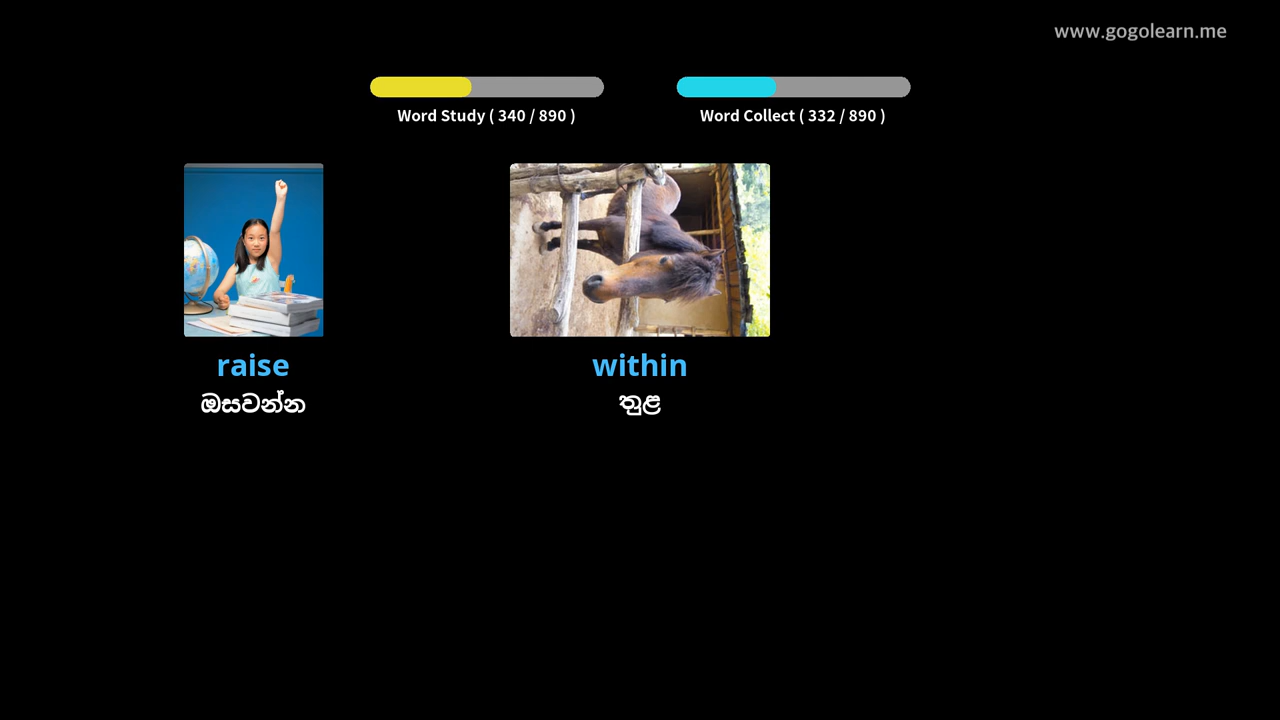 www.gogolearn.me
Word Study ( 340 / 890 )
Word Collect ( 332 / 890 )
raise
ඔසවන්න
within
තුළ